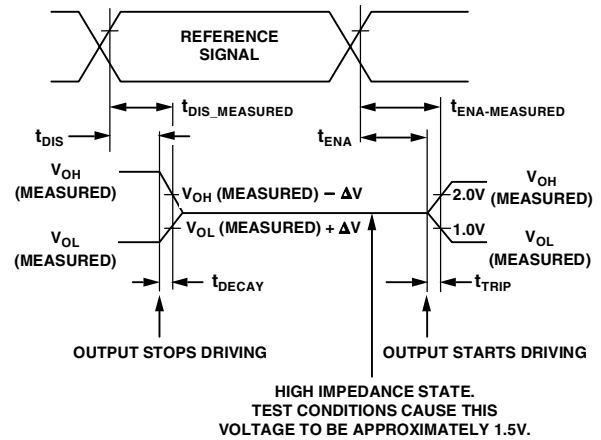 REFERENCE
SIGNAL
tDIS_MEASURED
tENA-MEASURED
tDIS
tENA
VOH
(MEASURED)
VOH (MEASURED) – ΔV
2.0V
VOH
(MEASURED)
VOL
(MEASURED)
VOL (MEASURED) + ΔV
1.0V
VOL
(MEASURED)
tDECAY
tTRIP
OUTPUT STOPS DRIVING
OUTPUT STARTS DRIVING
HIGH IMPEDANCE STATE.
TEST CONDITIONS CAUSE THIS
VOLTAGE TO BE APPROXIMATELY 1.5V.